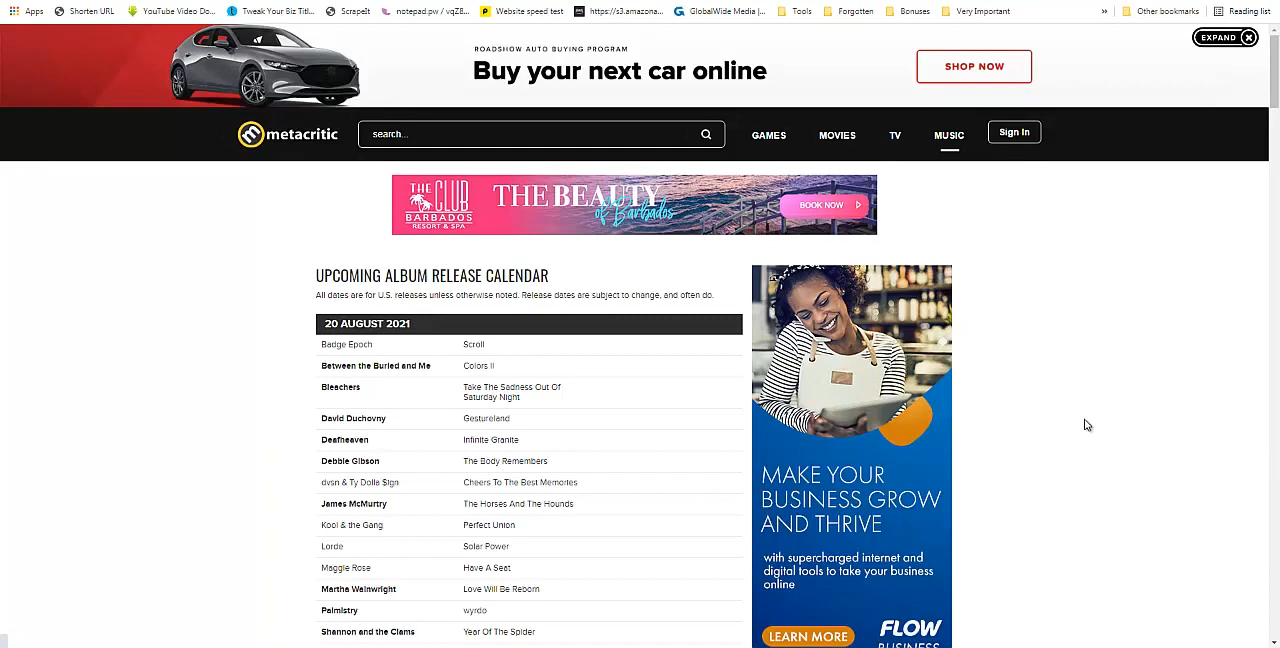 Apps Shorten URL YouTube Video Do... Tweak Your Biz Titl... ScrapeIt notepad.pw / vqZ8... Website speed test https://s3.amazona... GlobalWide Media |... Tools Forgotten Bonuses Very Important » Other bookmarks Reading list
ROADSHOW AUTO BUYING PROGRAM
Buy your next car online
SHOP NOW
EXPAND
metacritic
search...
GAMES MOVIES TV MUSIC Sign In
THE CLUB
BARBADOS
RESORT & SPA
THE BEAUTY
of Barbados
BOOK NOW
UPCOMING ALBUM RELEASE CALENDAR
All dates are for U.S. releases unless otherwise noted. Release dates are subject to change, and often do.
20 AUGUST 2021
Badge Epoch Scroll
Between the Buried and Me Colors II
Bleachers Take The Sadness Out Of
Saturday Night
David Duchovny Gestureland
Deafheaven Infinite Granite
Debbie Gibson The Body Remembers
dvsn & Ty Dolla $ign Cheers To The Best Memories
James McMurtry The Horses And The Hounds
Kool & the Gang Perfect Union
Lorde Solar Power
Maggie Rose Have A Seat
Martha Wainwright Love Will Be Reborn
Palmistry wyrdo
Shannon and the Clams Year Of The Spider
MAKE YOUR
BUSINESS GROW
AND THRIVE
with supercharged internet and
digital tools to take your business
online
LEARN MORE
FLOW
BUSINESS